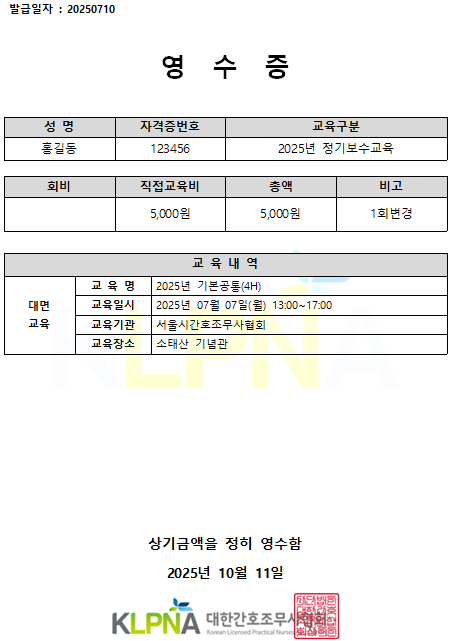 발급일자 : 20250710
영 수 증
성 명 자격증번호 교육구분
홍길동 123456 2025년 정기보수교육
회비 직접교육비 총액 비고
5,000원 5,000원 1회변경
교 육 내 역
대면 교육
교 육 명 2025년 기본공통(4H)
교육일시 2025년 07월 07일(월) 13:00~17:00
교육기관 서울시간호조무사협회
교육장소 소태산 기념관
KLPNA
상기금액을 정히 영수함
2025년 10월 11일
KLPNA 대한간호조무사협회
Korean Licensed Practical Nurses